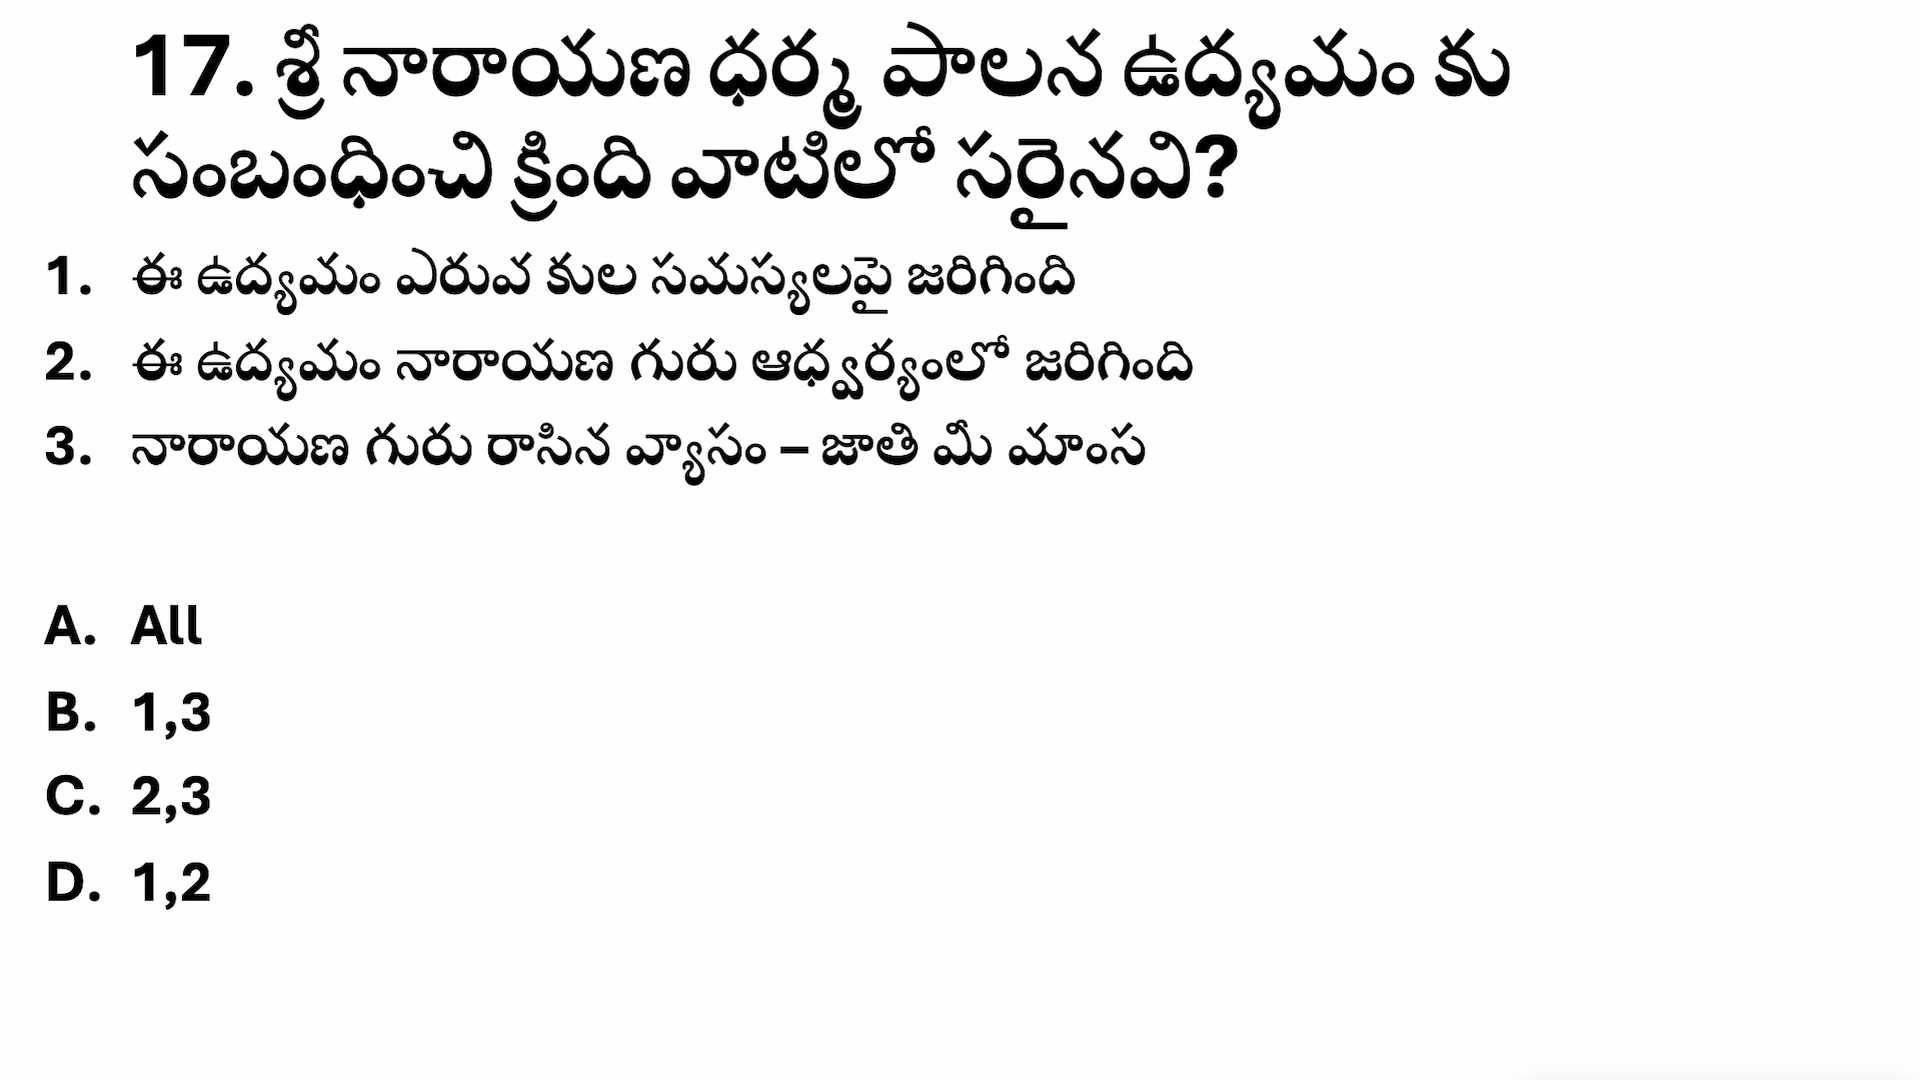 17. శ్రీ నారాయణ ధర్మ పాలన ఉద్యమం కు
సంబంధించి క్రింది వాటిలో సరైనవి?
1. ఈ ఉద్యమం ఎరువ కుల సమస్యలపై జరిగింది
2. ఈ ఉద్యమం నారాయణ గురు ఆధ్వర్యంలో జరిగింది
3. నారాయణ గురు రాసిన వ్యాసం – జాతి మీ మాంస
A. All
B. 1,3
C. 2,3
D. 1,2